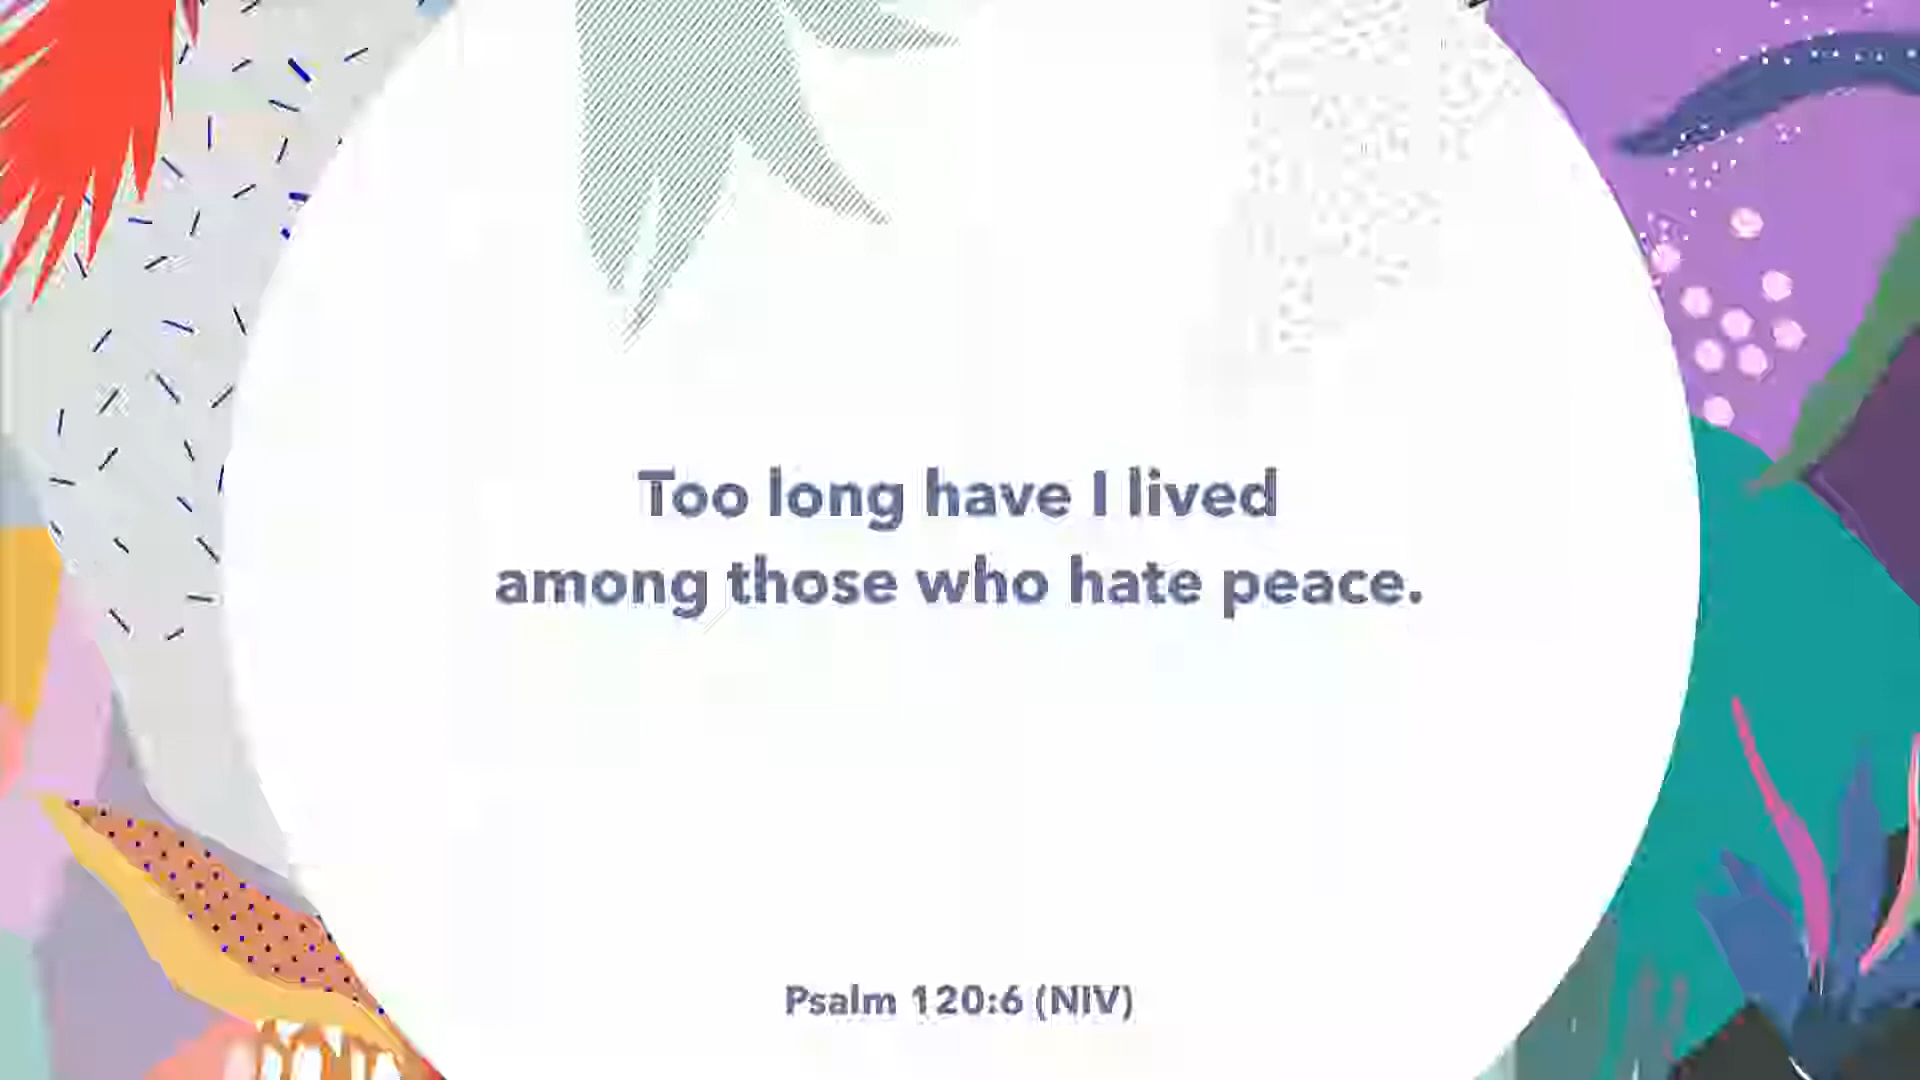 Too long have I lived
among those who hate peace.
Psalm 120:6 (NIV)